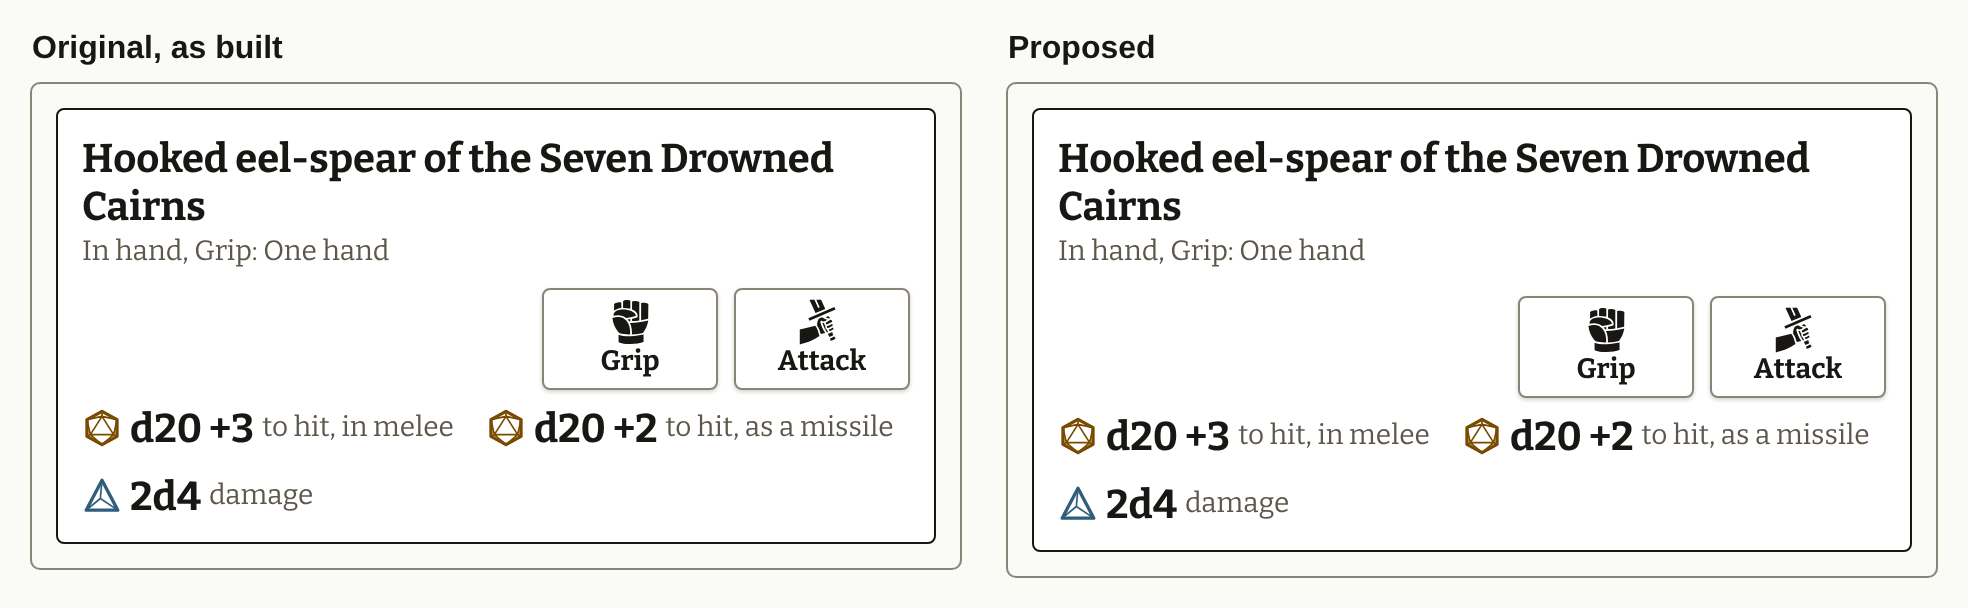 Original, as built
Hooked eel-spear of the Seven Drowned
Cairns
In hand, Grip: One hand
Grip
Attack
d20 +3 to hit, in melee
d20 +2 to hit, as a missile
2d4 damage
Proposed
Hooked eel-spear of the Seven Drowned
Cairns
In hand, Grip: One hand
Grip
Attack
d20 +3 to hit, in melee
d20 +2 to hit, as a missile
2d4 damage